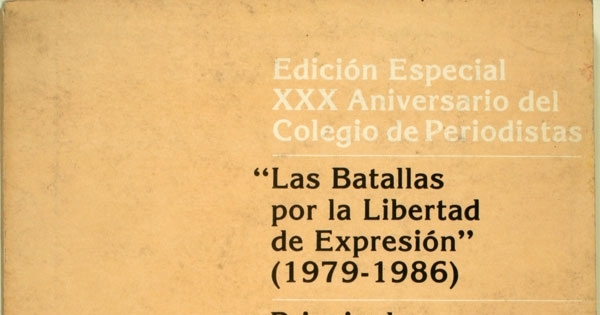 Edición Especial
XXX Aniversario del
Colegio de Periodistas
“Las Batallas
por la Libertad
de Expresión”
(1979-1986)